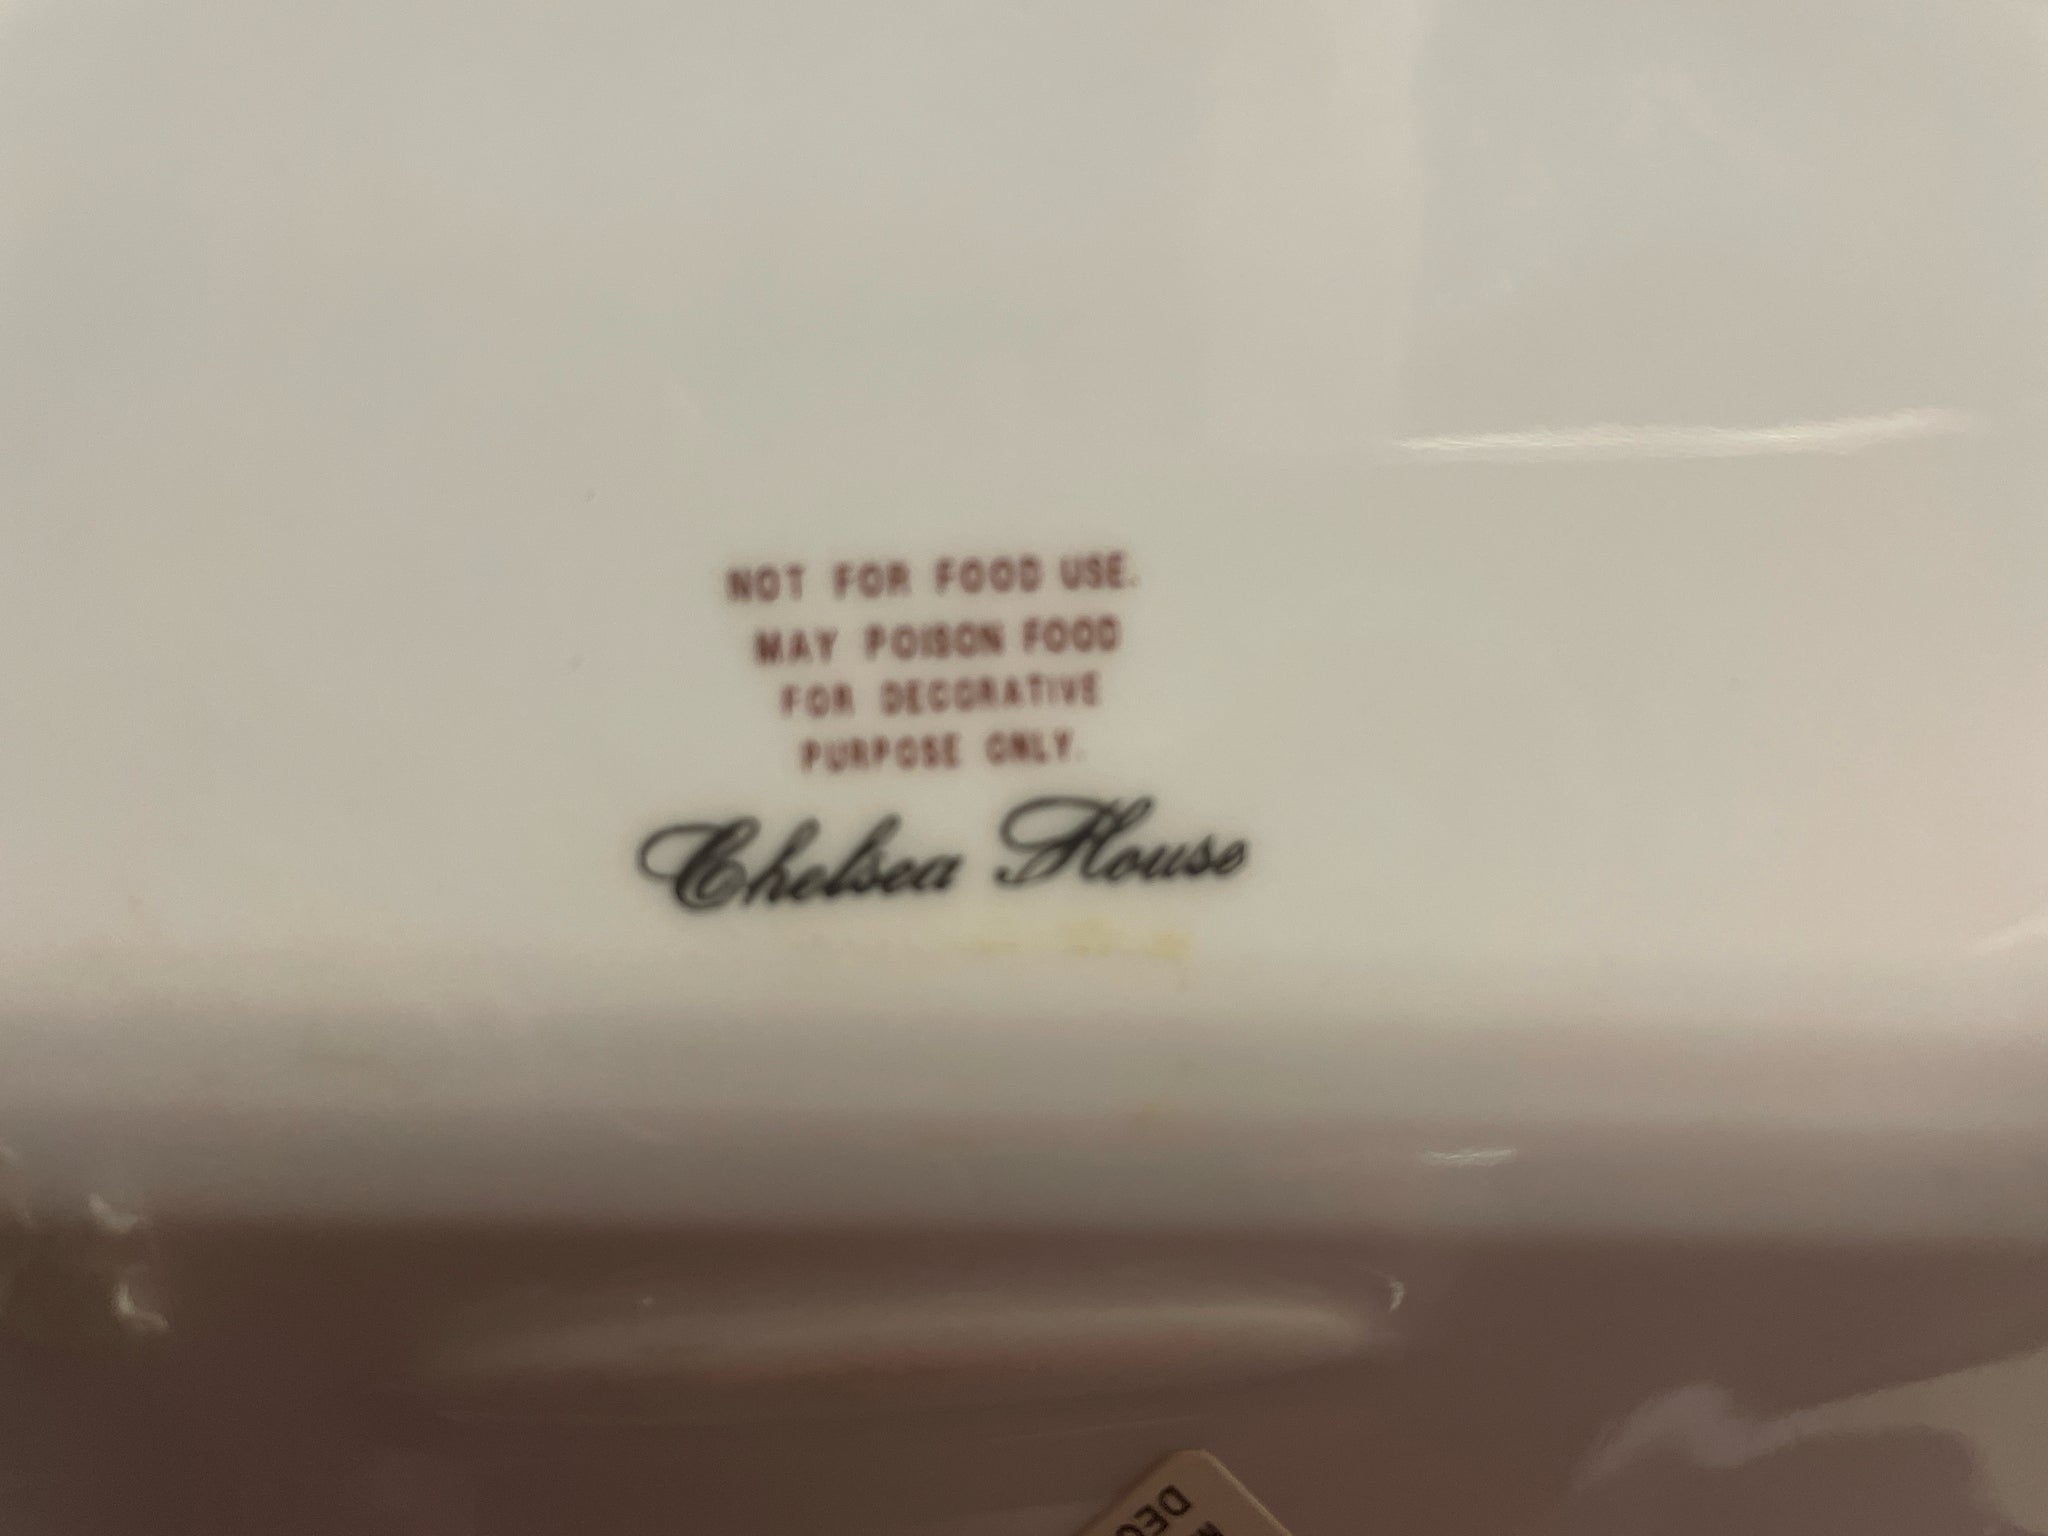 NOT FOR FOOD USE.
MAY POISON FOOD
FOR DECORATIVE
PURPOSE ONLY.
Chelsea House